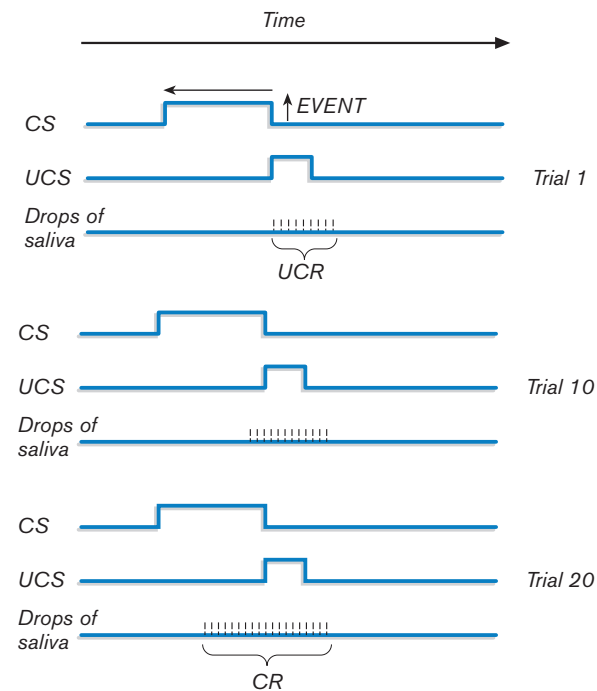 Time
EVENT
CS
UCS
Trial 1
Drops of
saliva
UCR
CS
UCS
Trial 10
Drops of
saliva
CS
UCS
Trial 20
Drops of
saliva
CR